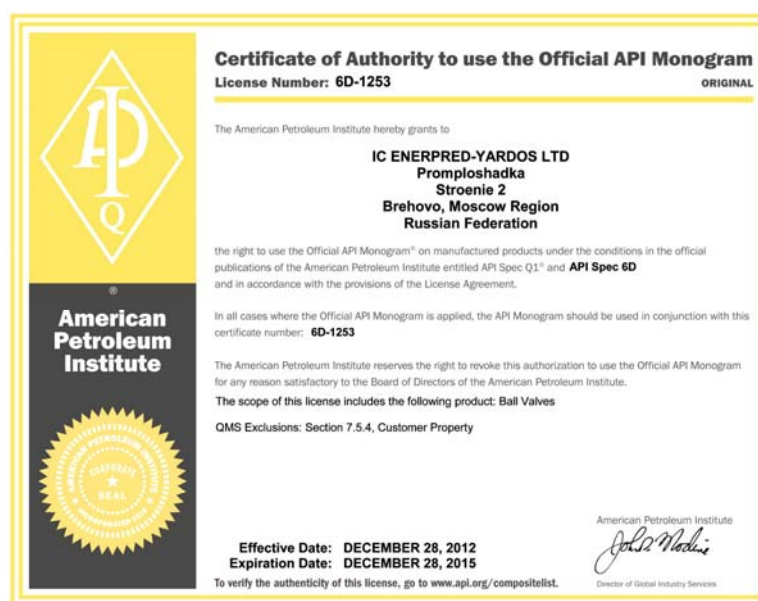 Certificate of Authority to use the Official API Monogram
License Number: 6D-1253
ORIGINAL
The American Petroleum Institute hereby grants to
IC ENERPRED-YARDOS LTD
Promploshadka
Stroenie 2
Brehovo, Moscow Region
Russian Federation
the right to use the Official API Monogram® on manufactured products under the conditions in the official
publications of the American Petroleum Institute entitled API Spec Q1® and API Spec 6D
and in accordance with the provisions of the License Agreement.
In all cases where the Official API Monogram is applied, the API Monogram should be used in conjunction with this
certificate number: 6D-1253
The American Petroleum Institute reserves the right to revoke this authorization to use the Official API Monogram
for any reason satisfactory to the Board of Directors of the American Petroleum Institute.
The scope of this license includes the following product: Ball Valves
QMS Exclusions: Section 7.5.4, Customer Property
Effective Date: DECEMBER 28, 2012
Expiration Date: DECEMBER 28, 2015
To verify the authenticity of this license, go to www.api.org/compositelist.
American Petroleum Institute
Director of Global Industry Services
API
Q
®
American
Petroleum
Institute
AMERICAN PETROLEUM INSTITUTE
CORPORATE
SEAL
INCORPORATED 1919